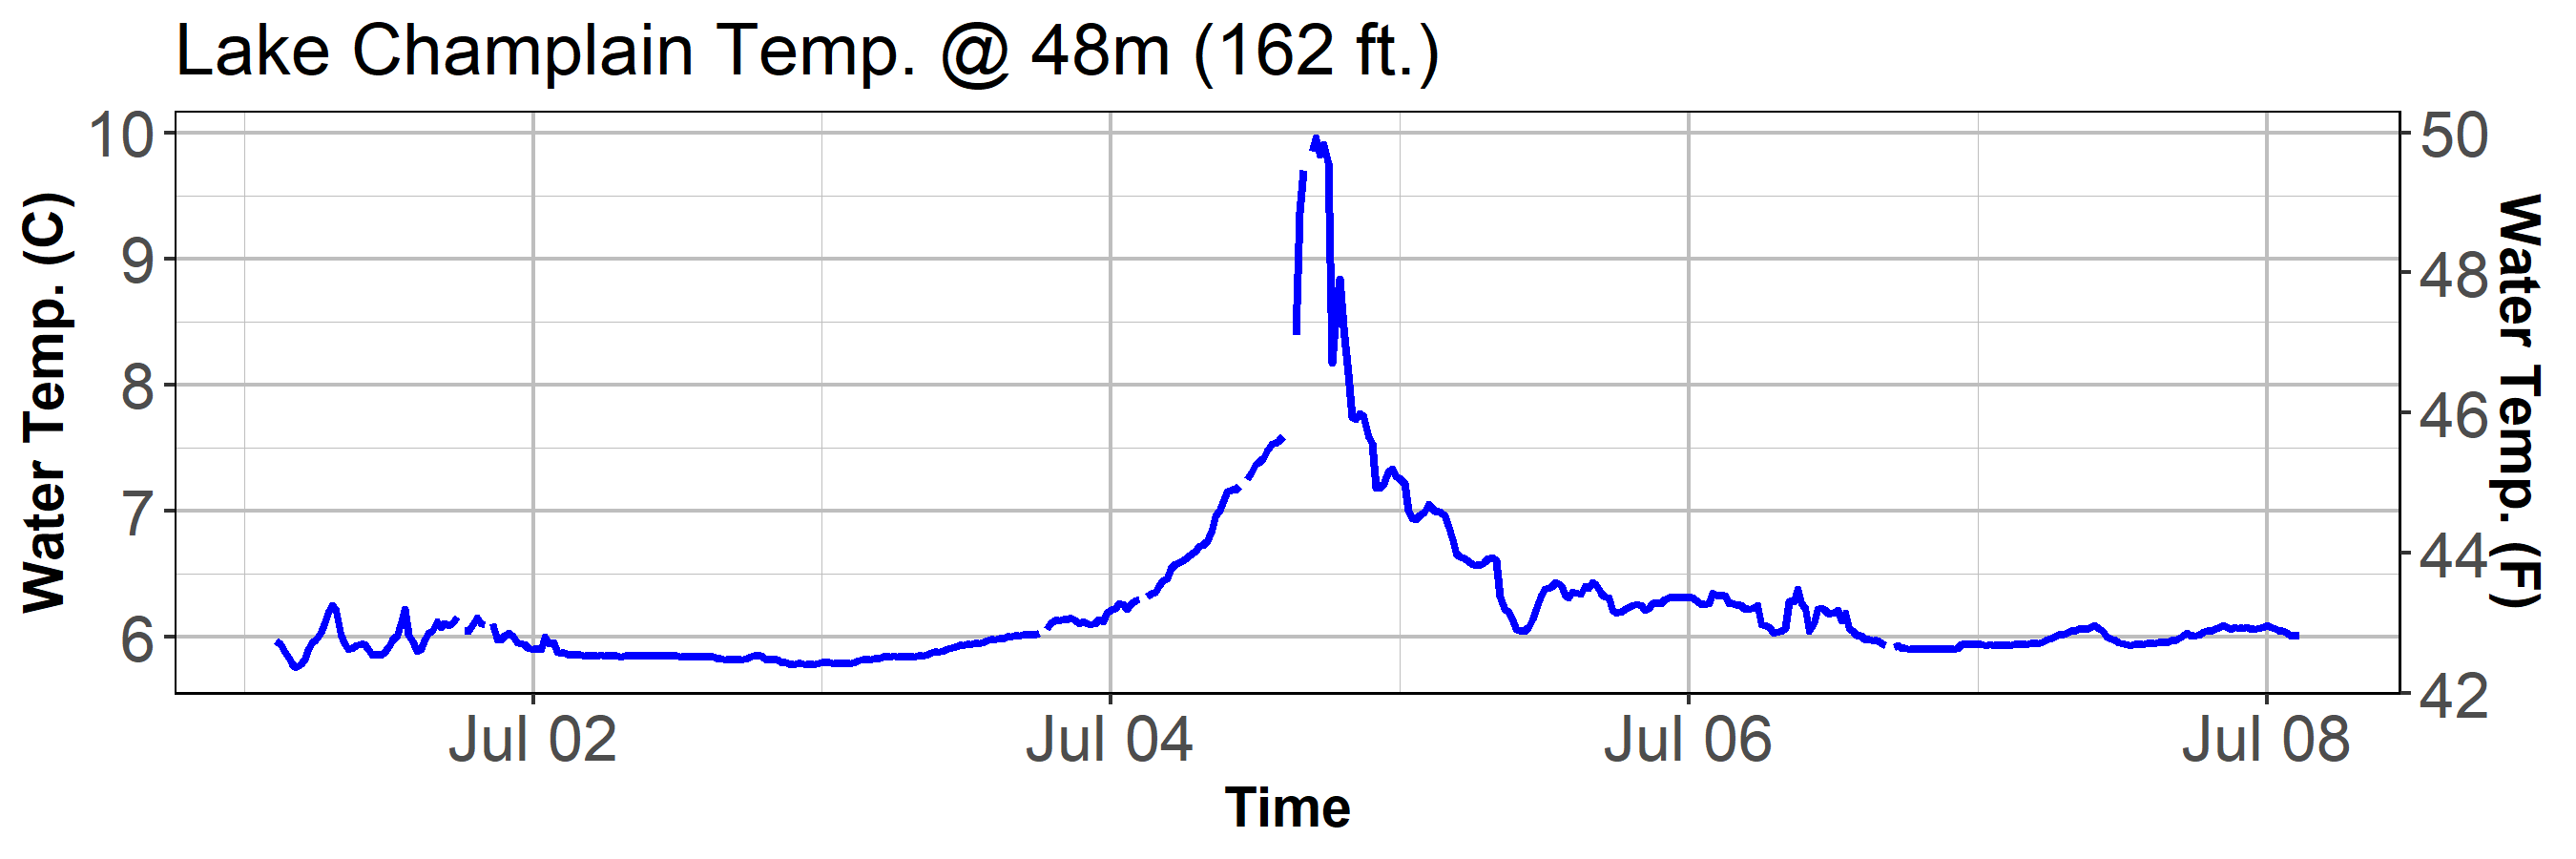 Lake Champlain Temp. @ 48m (162 ft.)
Water Temp. (C)
10
9
8
7
6
50
48
46
44
42
Water Temp. (F)
Jul 02
Jul 04
Jul 06
Jul 08
Time